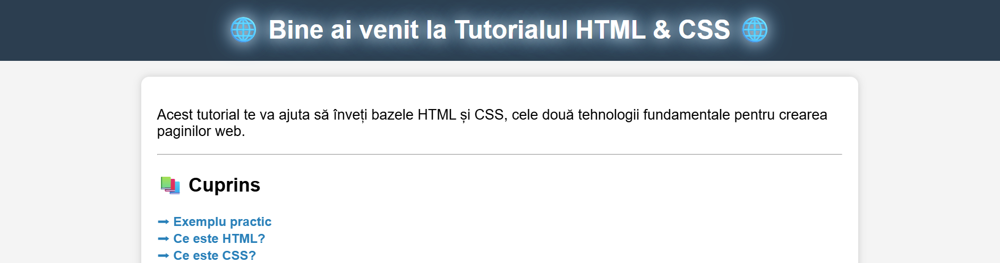 🌐 Bine ai venit la Tutorialul HTML & CSS 🌐
Acest tutorial te va ajuta să înveți bazele HTML și CSS, cele două tehnologii fundamentale pentru crearea
paginilor web.
📚 Cuprins
➞ Exemplu practic
➞ Ce este HTML?
➞ Ce este CSS?